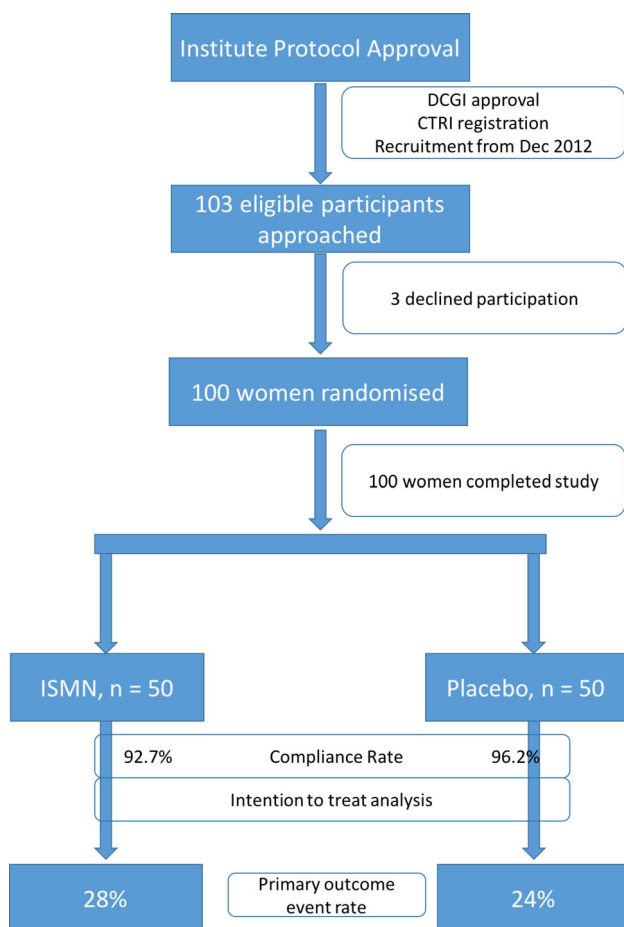 Institute Protocol Approval
DCGI approval
CTRI registration
Recruitment from Dec 2012
103 eligible participants
approached
3 declined participation
100 women randomised
100 women completed study
ISMN, n = 50
Placebo, n = 50
92.7% Compliance Rate 96.2%
Intention to treat analysis
28%
Primary outcome
event rate
24%